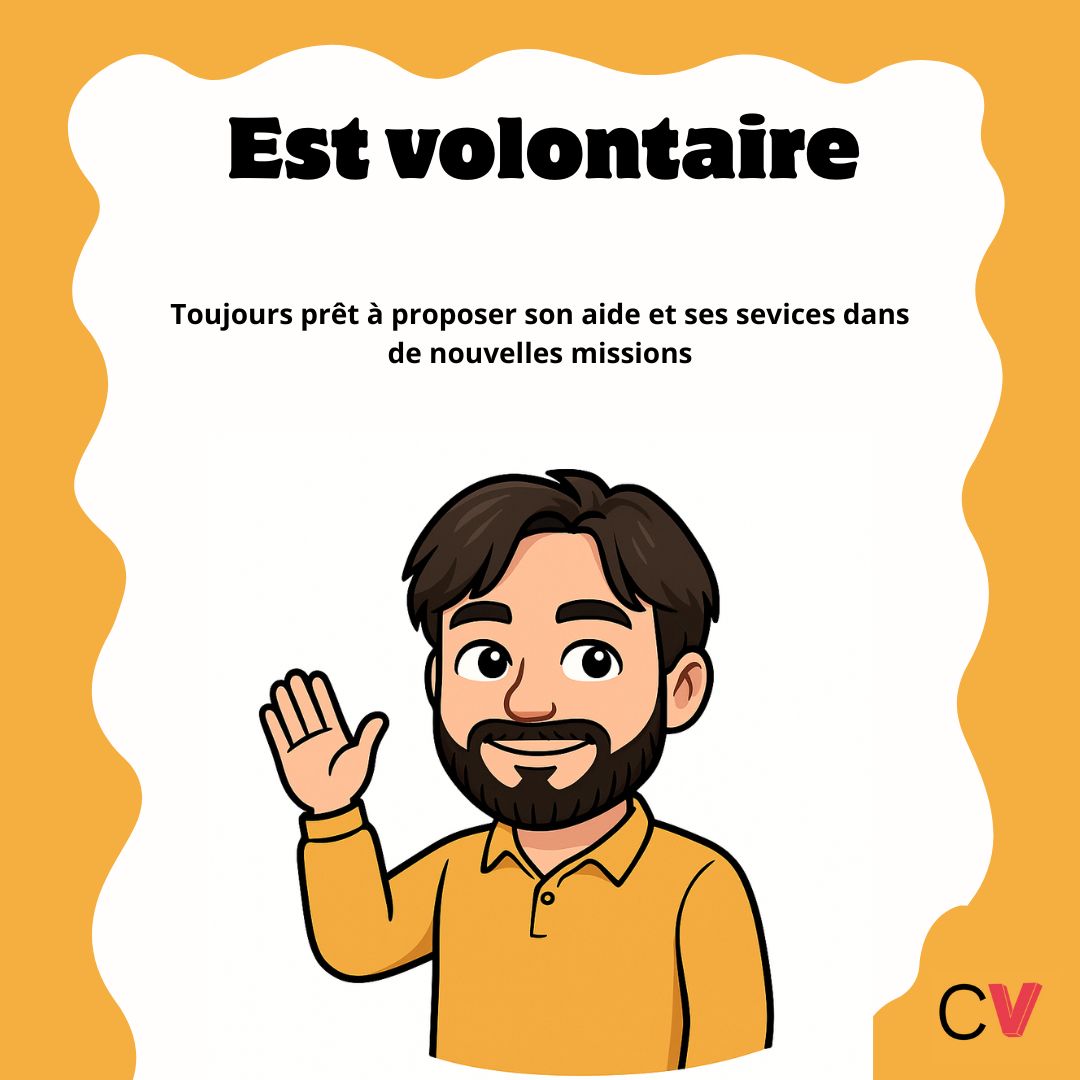 Est volontaire
Toujours prêt à proposer son aide et ses sevices dans
de nouvelles missions
CV